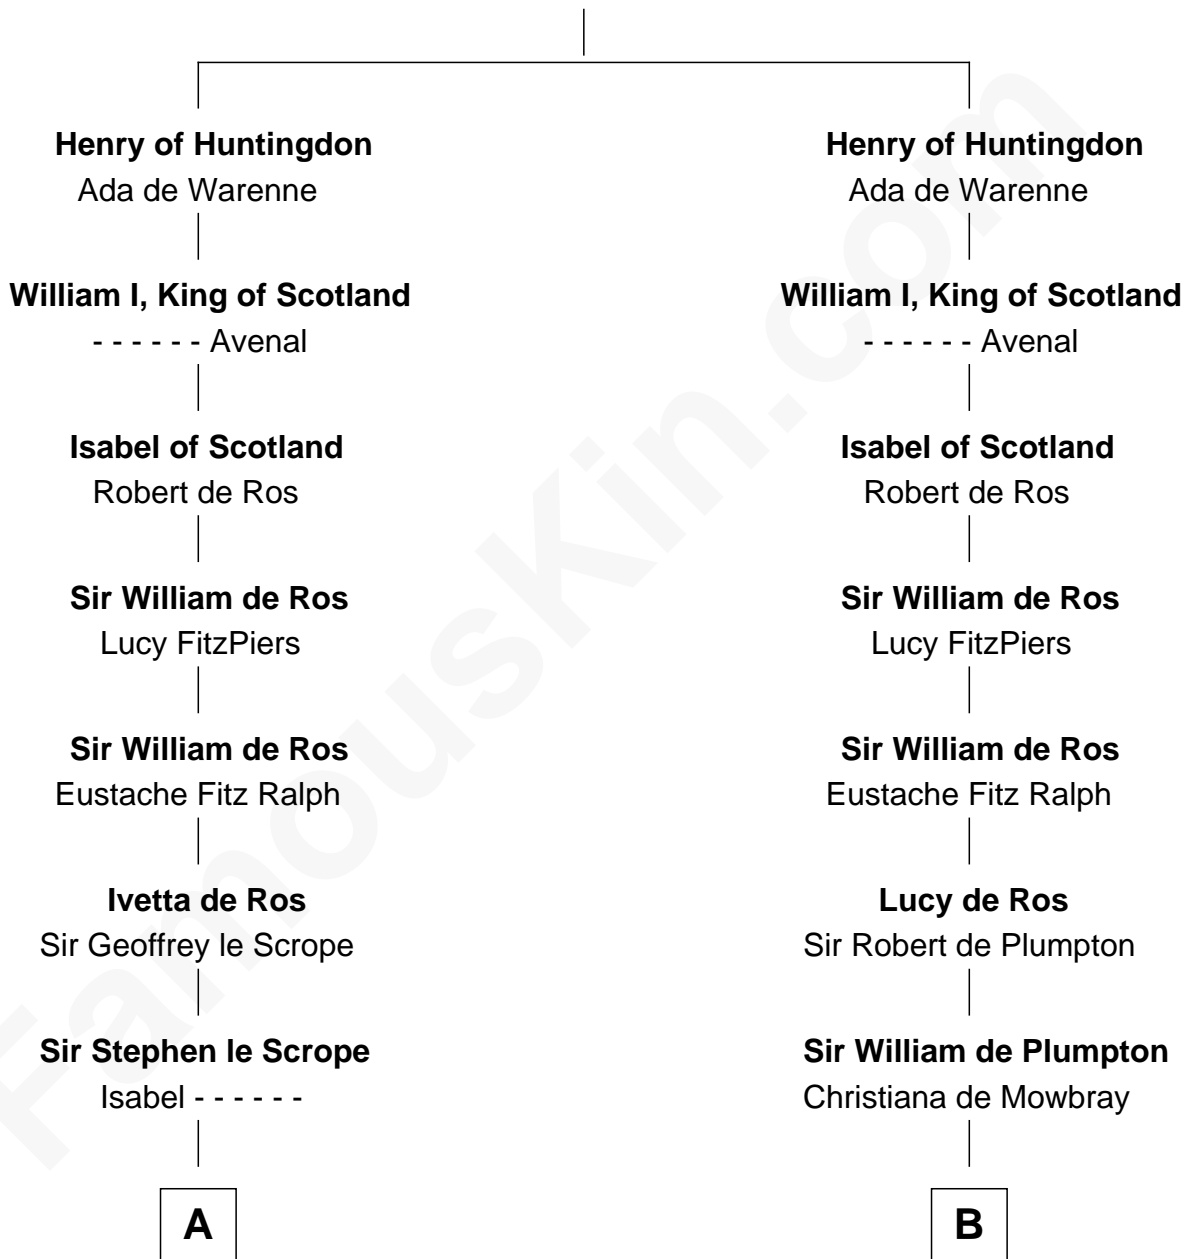 Henry of Huntingdon
Ada de Warenne
William I, King of Scotland
- - - - - - Avenal
Isabel of Scotland
Robert de Ros
Sir William de Ros
Lucy FitzPiers
Sir William de Ros
Eustache Fitz Ralph
Ivetta de Ros
Sir Geoffrey le Scrope
Sir Stephen le Scrope
Isabel - - - - - -
A
Henry of Huntingdon
Ada de Warenne
William I, King of Scotland
- - - - - - Avenal
Isabel of Scotland
Robert de Ros
Sir William de Ros
Lucy FitzPiers
Sir William de Ros
Eustache Fitz Ralph
Lucy de Ros
Sir Robert de Plumpton
Sir William de Plumpton
Christiana de Mowbray
B
FamousKin.com